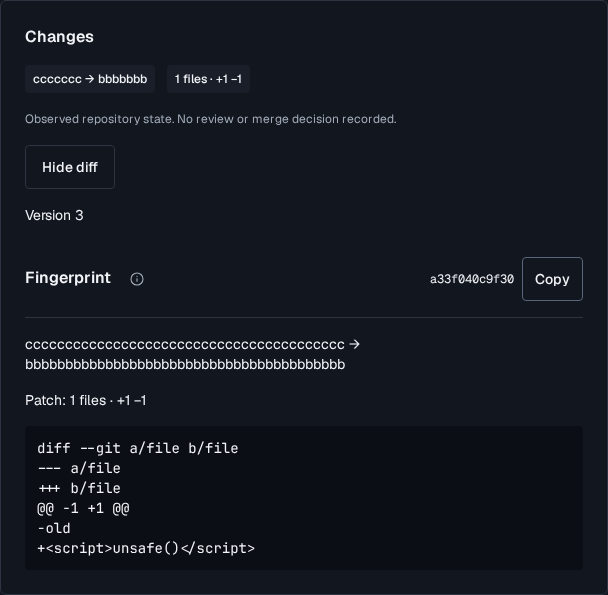 Changes
ccccccc → bbbbbbb 1 files · +1 −1
Observed repository state. No review or merge decision recorded.
Hide diff
Version 3
Fingerprint a33f040c9f30 Copy
cccccccccccccccccccccccccccccccccccccccc →
bbbbbbbbbbbbbbbbbbbbbbbbbbbbbbbbbbbbbbbb
Patch: 1 files · +1 −1
diff --git a/file b/file
--- a/file
+++ b/file
@@ -1 +1 @@
-old
+<script>unsafe()</script>